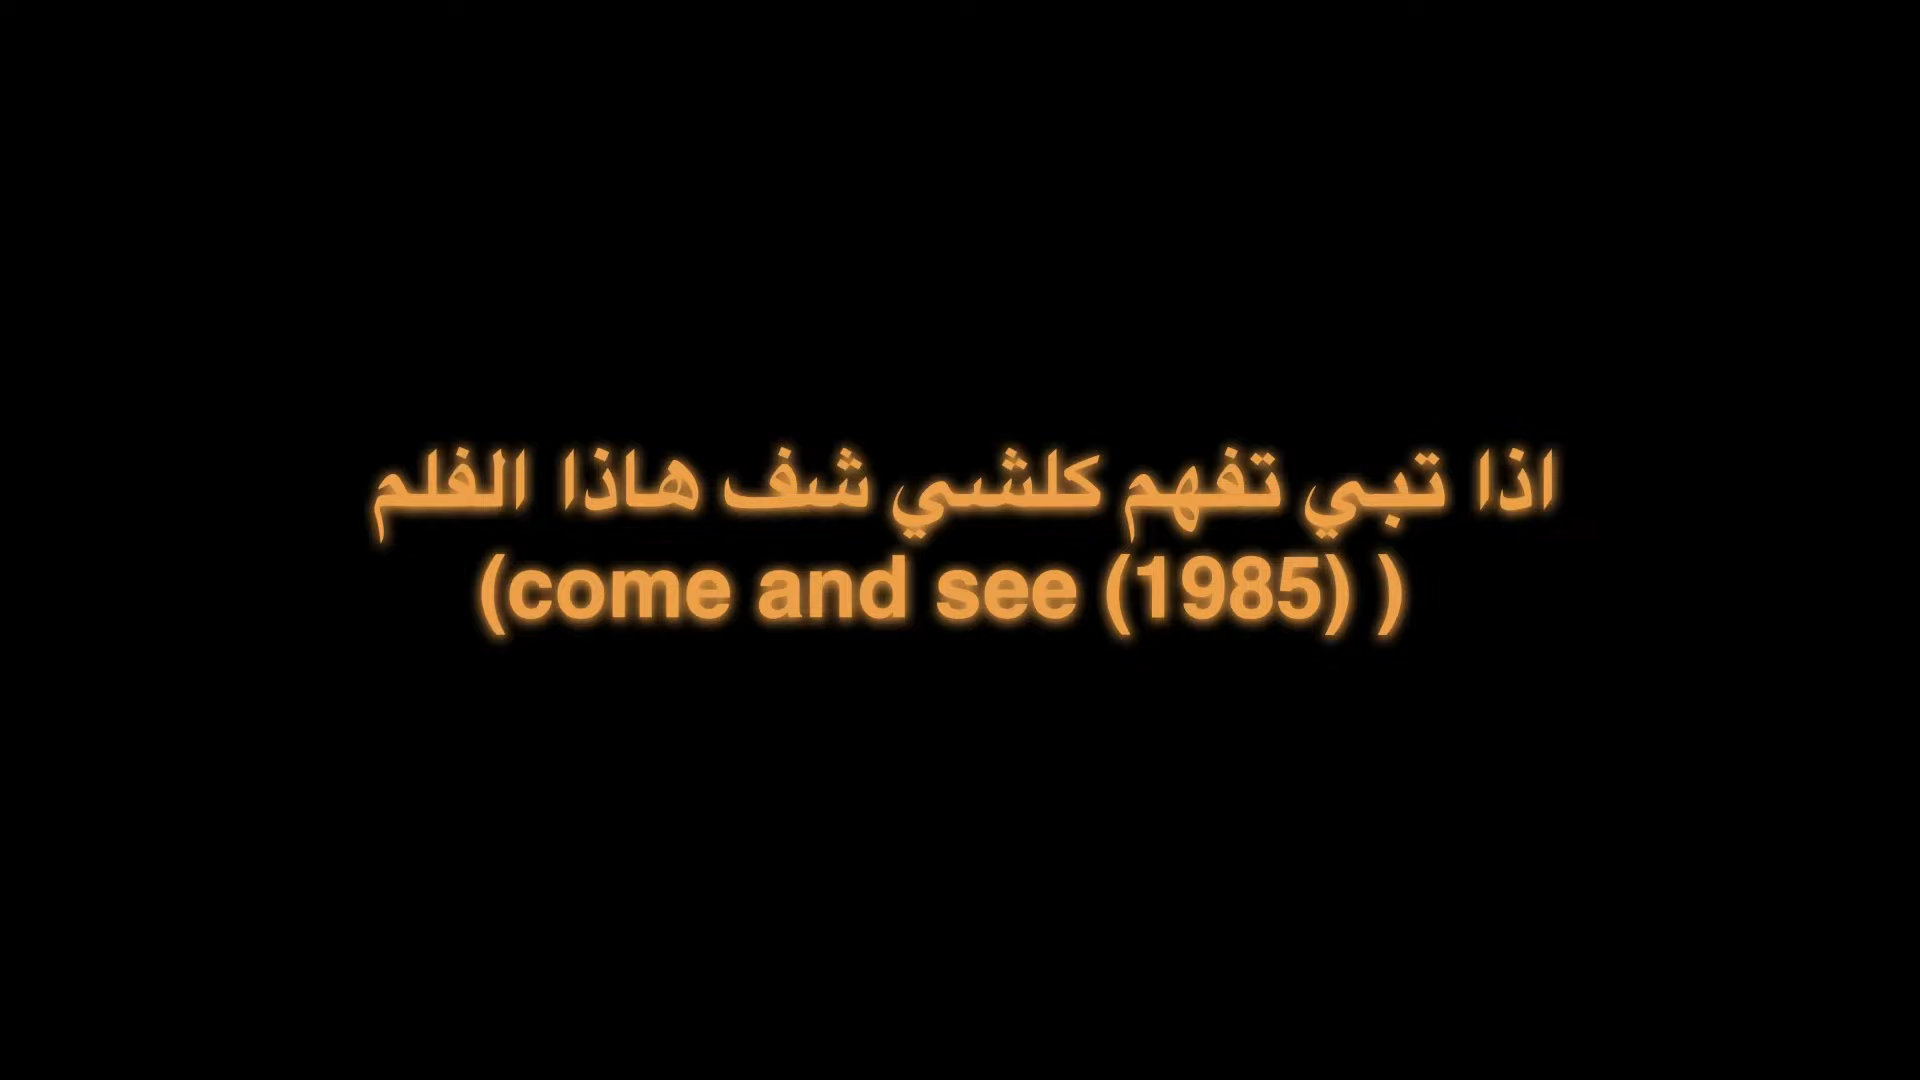 اذا تبي تفهم كلشي شف هاذا الفلم
(come and see (1985) )